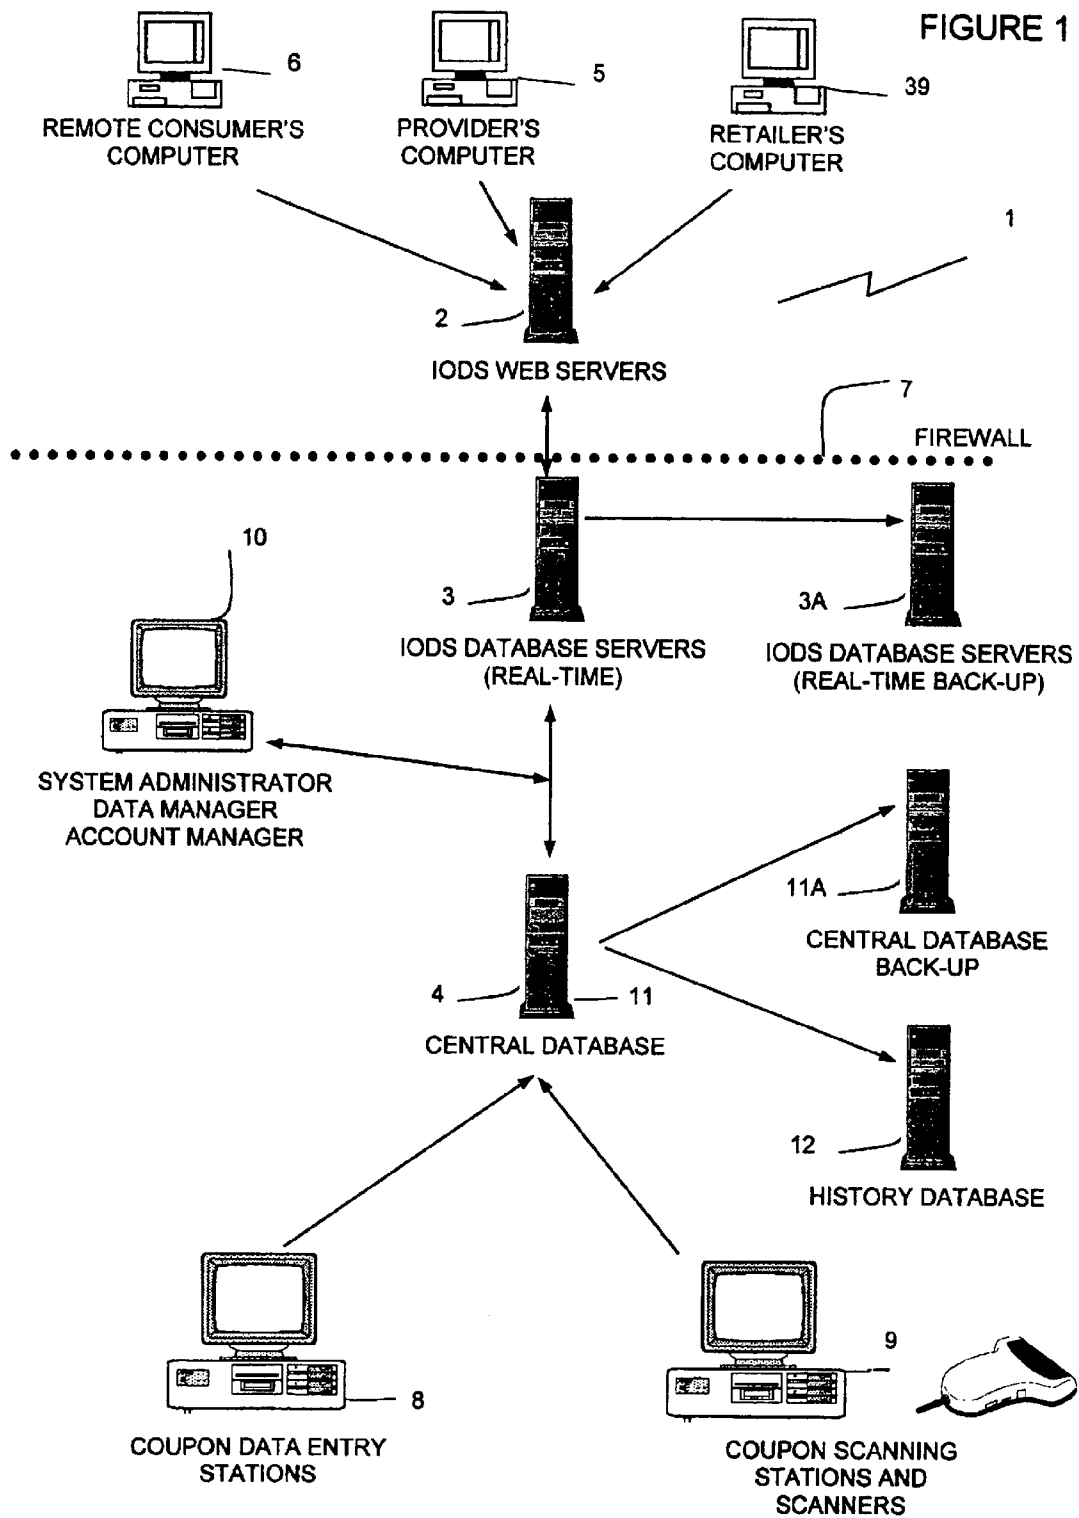 FIGURE 1
6
5
39
REMOTE CONSUMER'S
COMPUTER
PROVIDER'S
COMPUTER
RETAILER'S
COMPUTER
1
2
IODS WEB SERVERS
7
FIREWALL
10
3
3A
IODS DATABASE SERVERS
(REAL-TIME)
IODS DATABASE SERVERS
(REAL-TIME BACK-UP)
SYSTEM ADMINISTRATOR
DATA MANAGER
ACCOUNT MANAGER
11A
CENTRAL DATABASE
BACK-UP
4
11
CENTRAL DATABASE
12
HISTORY DATABASE
8
9
COUPON DATA ENTRY
STATIONS
COUPON SCANNING
STATIONS AND
SCANNERS